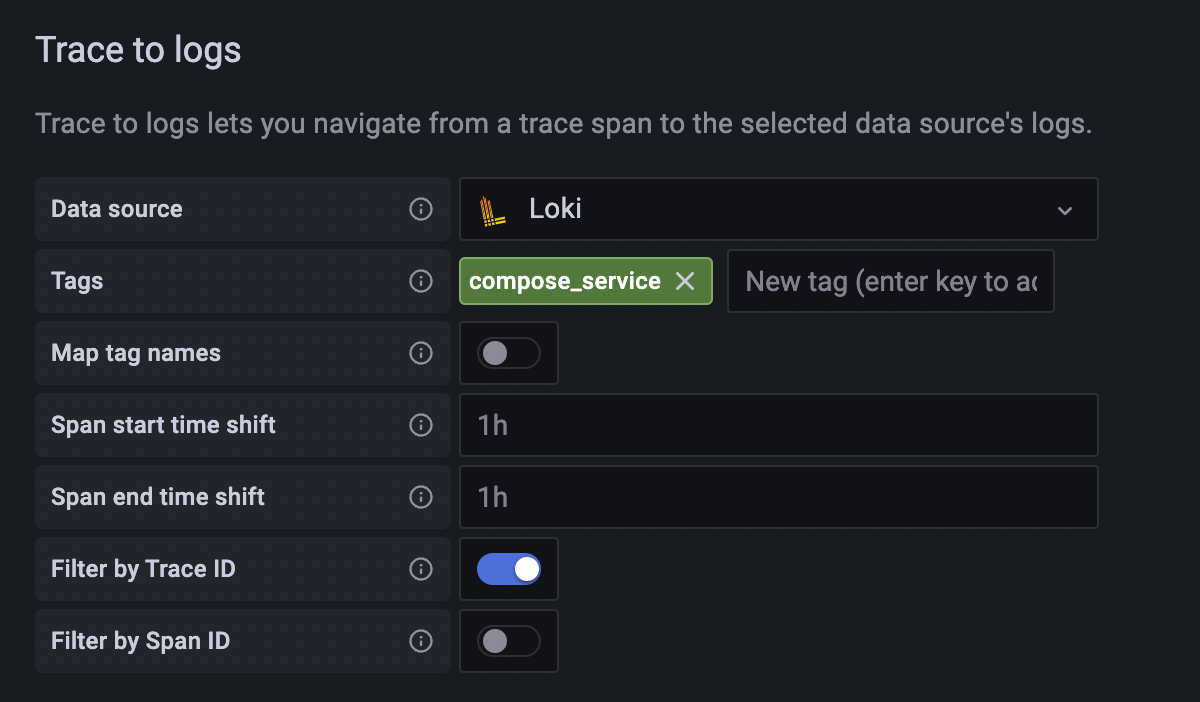 Trace to logs
Trace to logs lets you navigate from a trace span to the selected data source's logs.
Data source
Loki
Tags
compose_service
New tag (enter key to ac
Map tag names
Span start time shift
1h
Span end time shift
1h
Filter by Trace ID
Filter by Span ID